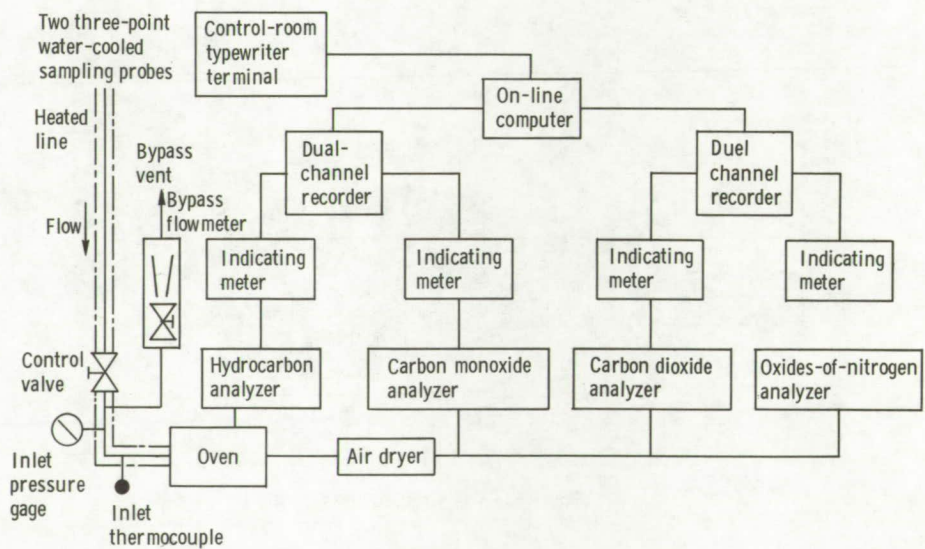 Two three-point
water-cooled
sampling probes
Control-room
typewriter
terminal
On-line
computer
Heated
line
Bypass
vent
Bypass
flowmeter
Flow
Dual-
channel
recorder
Duel
channel
recorder
Indicating
meter
Indicating
meter
Indicating
meter
Indicating
meter
Control
valve
Hydrocarbon
analyzer
Carbon monoxide
analyzer
Carbon dioxide
analyzer
Oxides-of-nitrogen
analyzer
Oven
Air dryer
Inlet
pressure
gage
Inlet
thermocouple